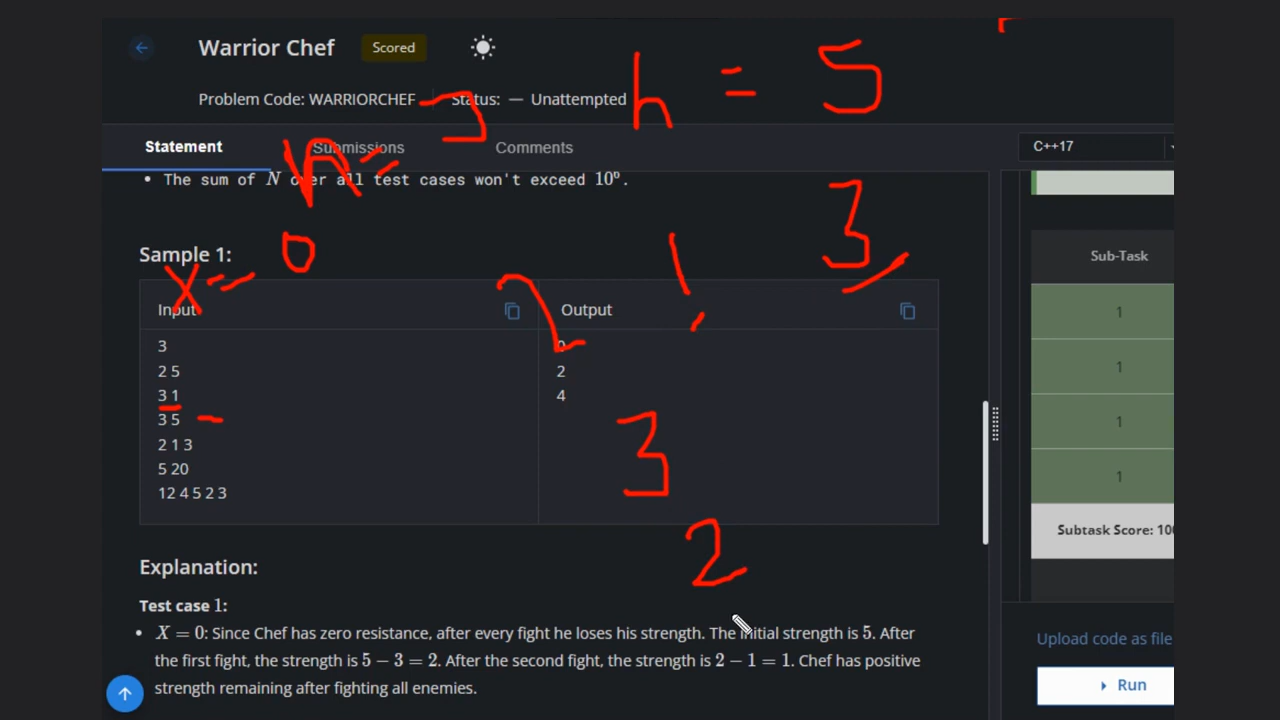 Warrior Chef Scored
Problem Code: WARRIORCHEF Status: — Unattempted
h = 5
Statement Submissions Comments
C++17
n = 3
• The sum of N over all test cases won't exceed 10⁶.
3,
1,
Sample 1:
x = 0
Input Output
2
Sub-Task
3 0
2 5 2
3 1 4
3 5
2 1 3
5 20
12 4 5 2 3
1
1
1
1
3
2
Subtask Score: 100
Explanation:
Test case 1:
• X = 0: Since Chef has zero resistance, after every fight he loses his strength. The initial strength is 5. After
the first fight, the strength is 5 − 3 = 2. After the second fight, the strength is 2 − 1 = 1. Chef has positive
strength remaining after fighting all enemies.
Upload code as file
Run